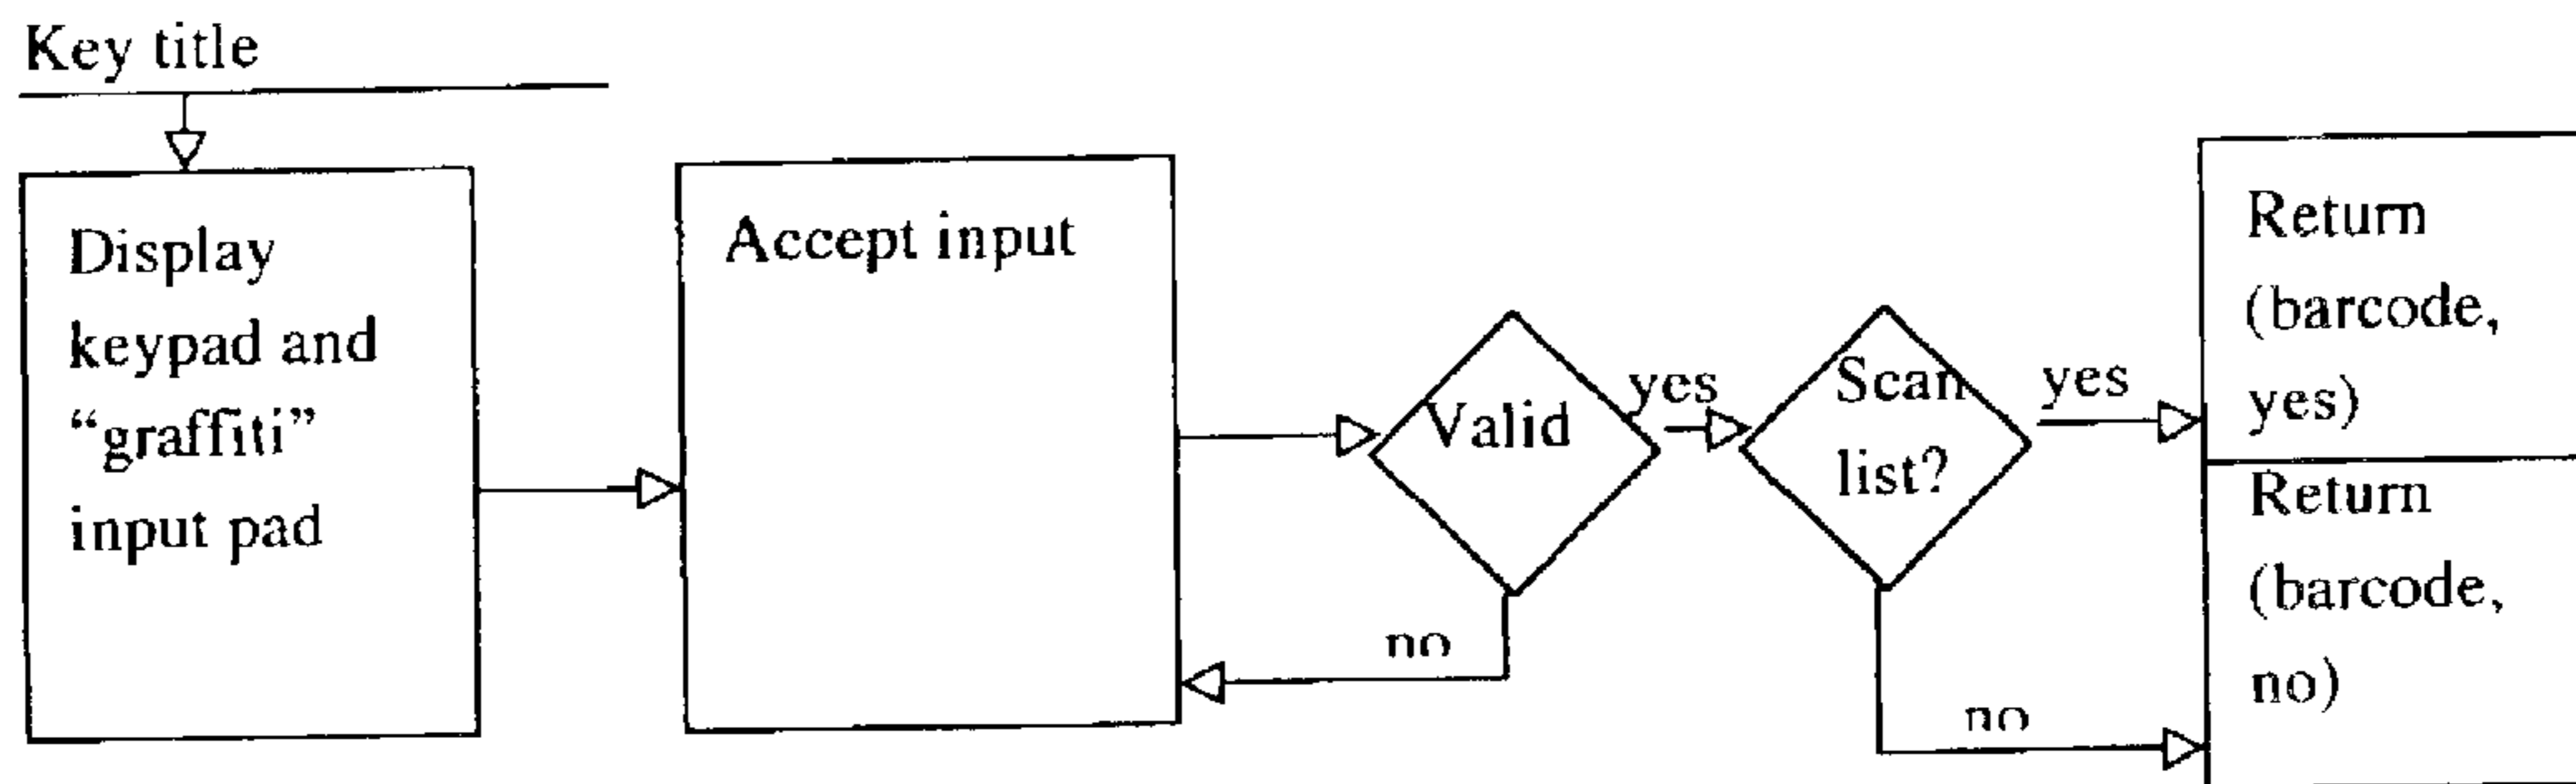 Key title
Display
keypad and
“graffiti”
input pad
Accept input
Valid
yes
no
Scan
list?
yes
no
Return
(barcode,
yes)
Return
(barcode,
no)